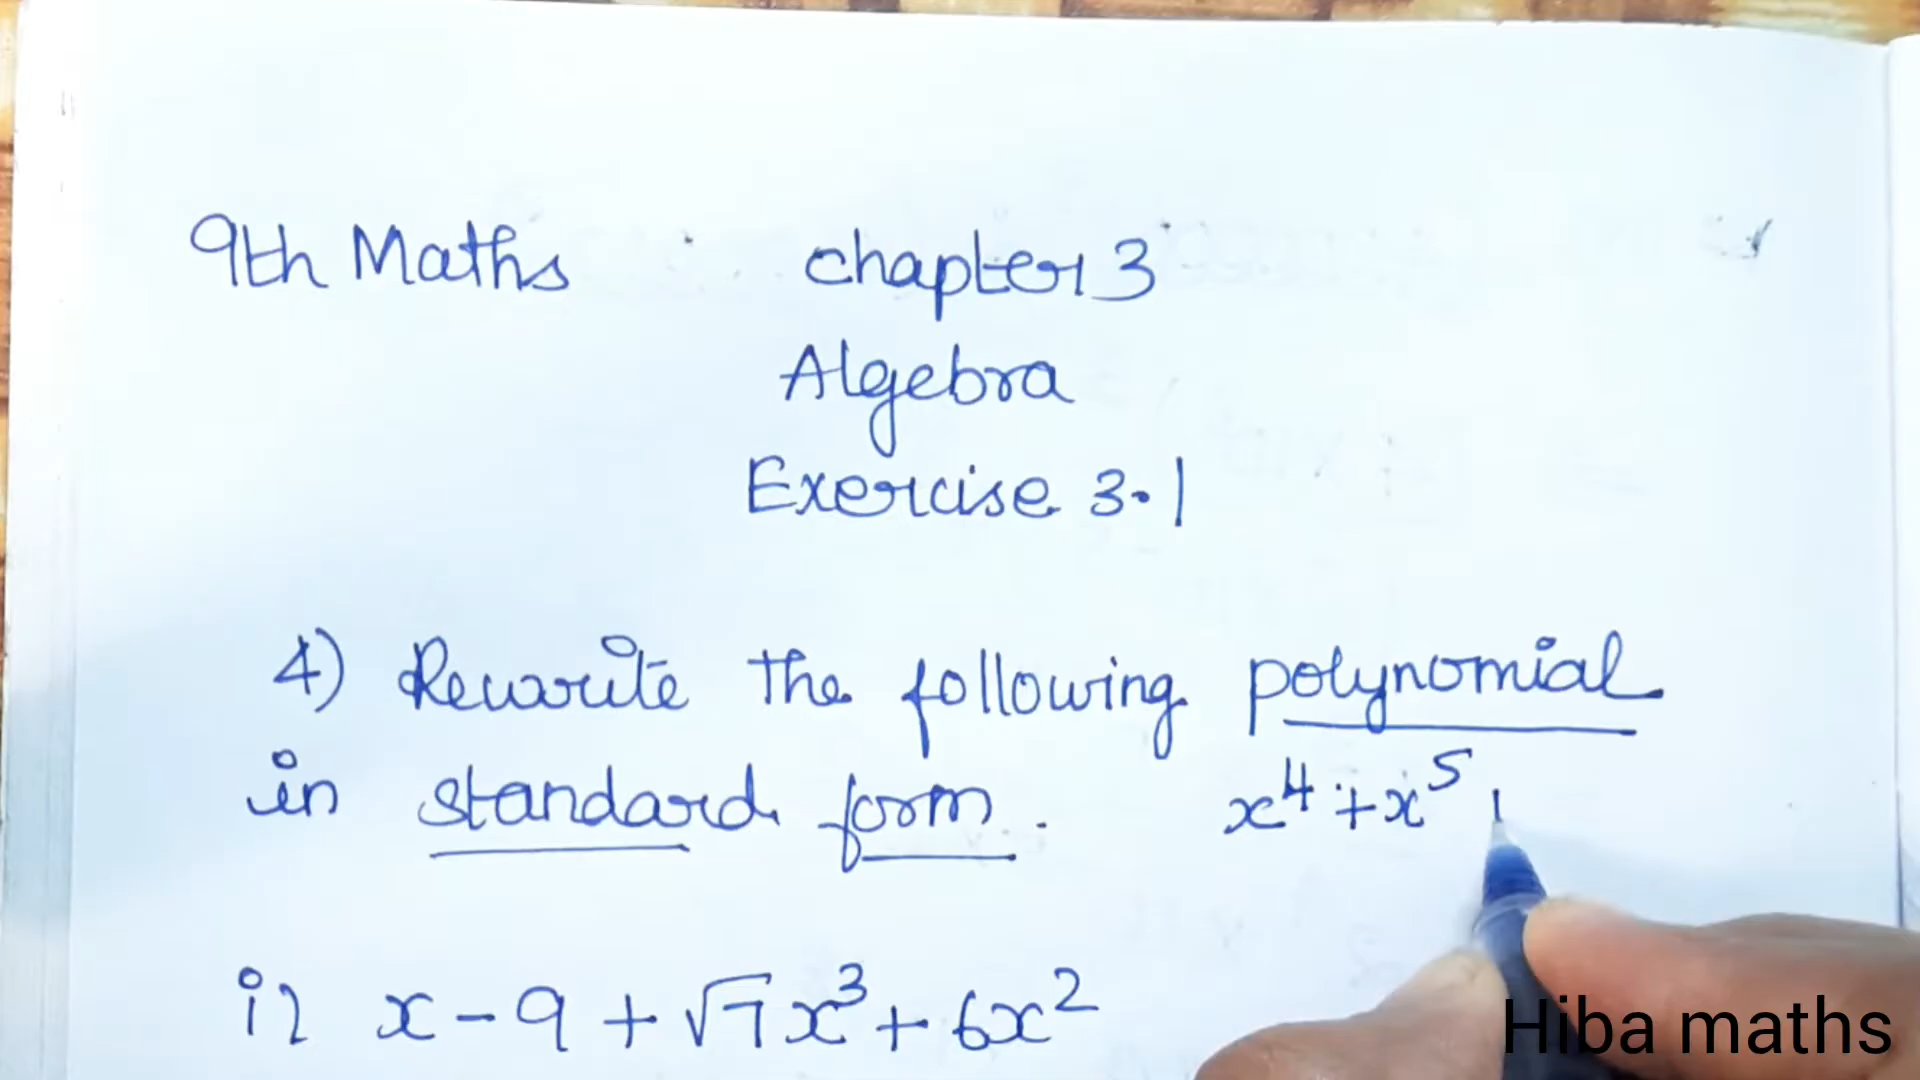 9th Maths chapter 3
Algebra
Exercise 3.1
4) Rewrite the following polynomial
in standard form. x⁴ + x⁵
i) x - 9 + √7x³ + 6x²
Hiba maths